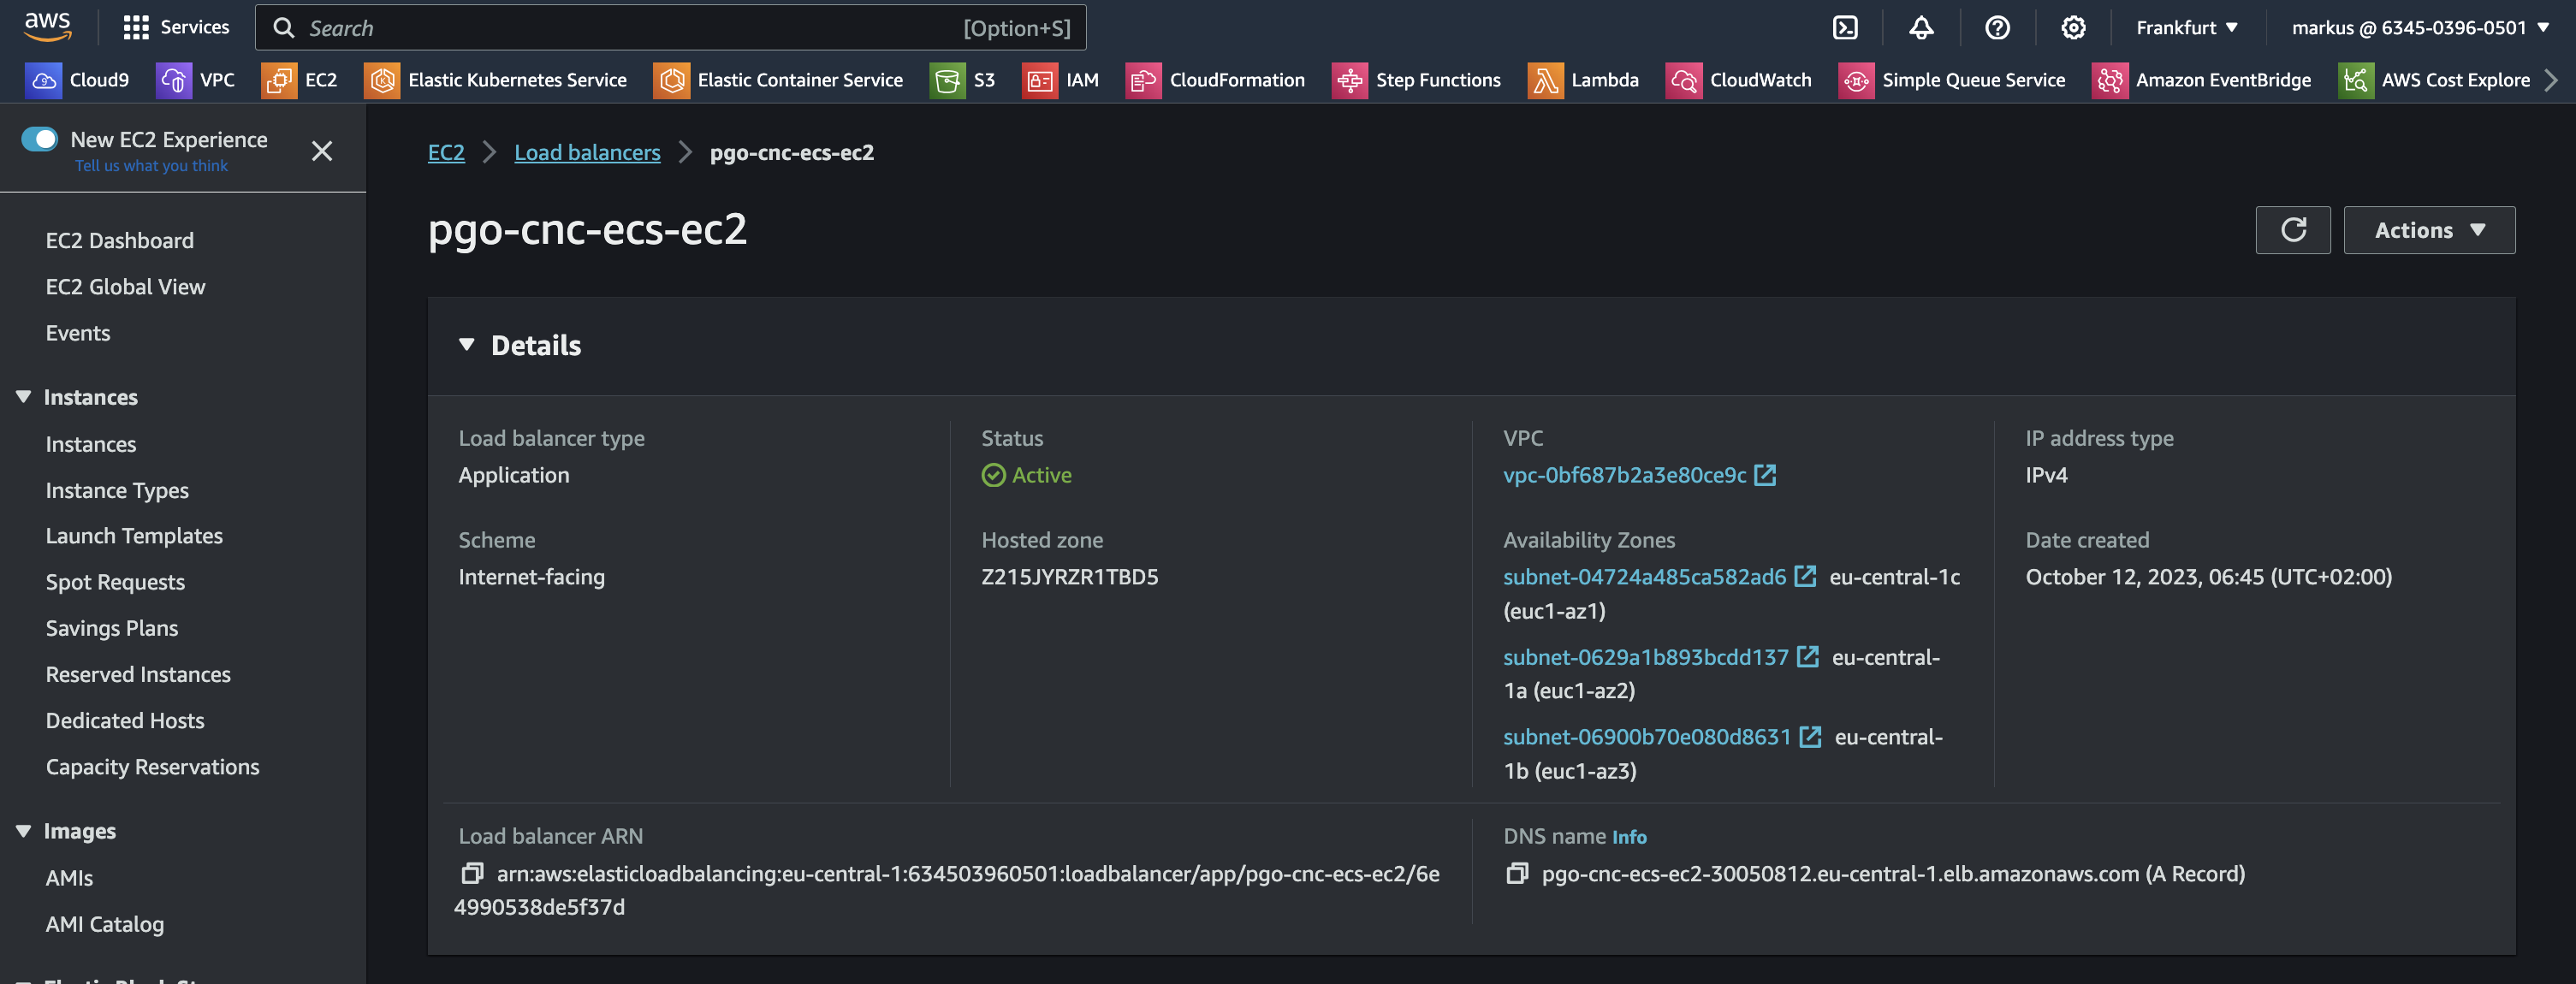 aws
Services
Search
[Option+S]
Frankfurt
markus @ 6345-0396-0501
Cloud9
VPC
EC2
Elastic Kubernetes Service
Elastic Container Service
S3
IAM
CloudFormation
Step Functions
Lambda
CloudWatch
Simple Queue Service
Amazon EventBridge
AWS Cost Explore
New EC2 Experience
Tell us what you think
EC2 Dashboard
EC2 Global View
Events
Instances
Instances
Instance Types
Launch Templates
Spot Requests
Savings Plans
Reserved Instances
Dedicated Hosts
Capacity Reservations
Images
AMIs
AMI Catalog
EC2
Load balancers
pgo-cnc-ecs-ec2
pgo-cnc-ecs-ec2
Actions
Details
Load balancer type
Application
Scheme
Internet-facing
Status
Active
Hosted zone
Z215JYRZR1TBD5
VPC
vpc-0bf687b2a3e80ce9c
Availability Zones
subnet-04724a485ca582ad6 eu-central-1c
(euc1-az1)
subnet-0629a1b893bcdd137 eu-central-
1a (euc1-az2)
subnet-06900b70e080d8631 eu-central-
1b (euc1-az3)
IP address type
IPv4
Date created
October 12, 2023, 06:45 (UTC+02:00)
Load balancer ARN
arn:aws:elasticloadbalancing:eu-central-1:634503960501:loadbalancer/app/pgo-cnc-ecs-ec2/6e
4990538de5f37d
DNS name Info
pgo-cnc-ecs-ec2-30050812.eu-central-1.elb.amazonaws.com (A Record)